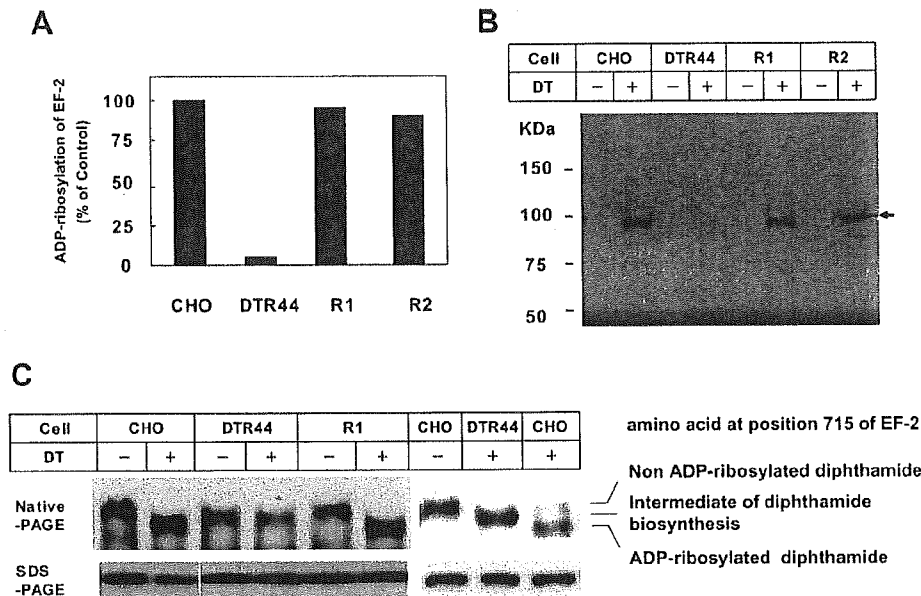 A
ADP-ribosylation of EF-2
(% of Control)
100
75
50
25
0
CHO DTR44 R1 R2
B
Cell CHO DTR44 R1 R2
DT − + − + − + − +
KDa
150
100
75
50
C
Cell CHO DTR44 R1 CHO DTR44 CHO
DT − + − + − + − + +
amino acid at position 715 of EF-2
Native
-PAGE
Non ADP-ribosylated diphthamide
Intermediate of diphthamide
biosynthesis
ADP-ribosylated diphthamide
SDS
-PAGE